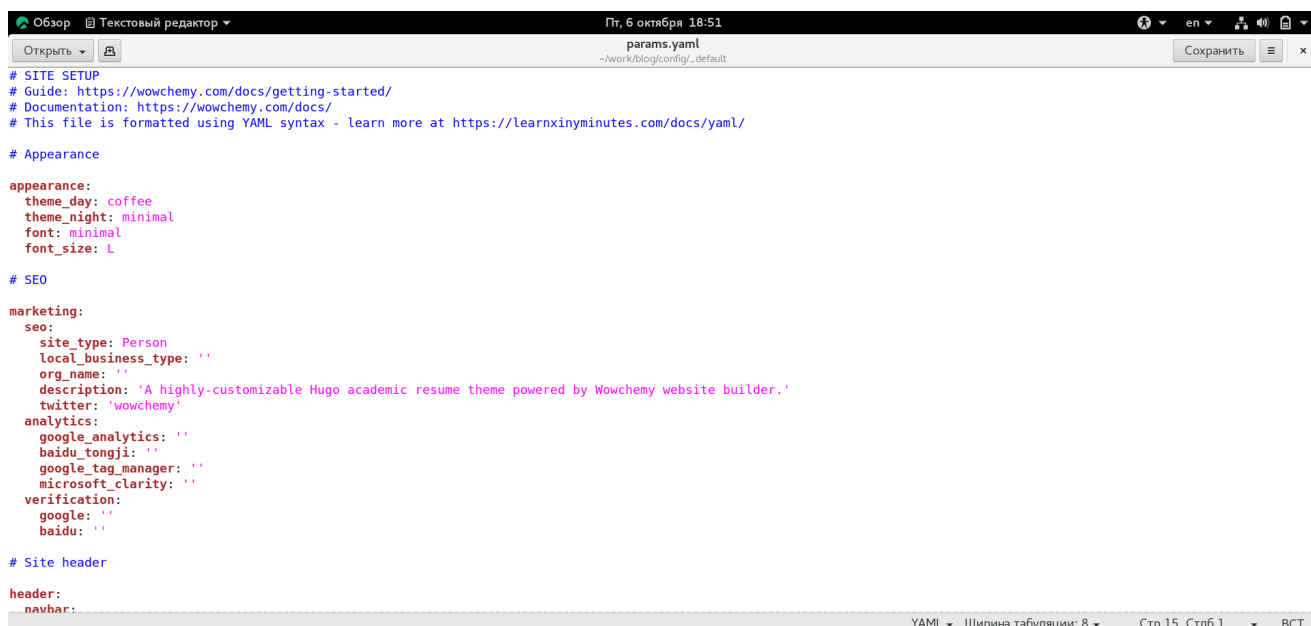 Обзор Текстовый редактор Пт, 6 октября 18:51 en
Открыть params.yaml Сохранить
~/work/blog/config/_default
# SITE SETUP
# Guide: https://wowchemy.com/docs/getting-started/
# Documentation: https://wowchemy.com/docs/
# This file is formatted using YAML syntax - learn more at https://learnxinyminutes.com/docs/yaml/
# Appearance
appearance:
  theme_day: coffee
  theme_night: minimal
  font: minimal
  font_size: L
# SEO
marketing:
  seo:
    site_type: Person
    local_business_type: ''
    org_name: ''
    description: 'A highly-customizable Hugo academic resume theme powered by Wowchemy website builder.'
    twitter: 'wowchemy'
  analytics:
    google_analytics: ''
    baidu_tongji: ''
    google_tag_manager: ''
    microsoft_clarity: ''
  verification:
    google: ''
    baidu: ''
# Site header
header:
  navbar:
YAML Ширина табуляции: 8 Стр 15, Стлб 1 ВСТ